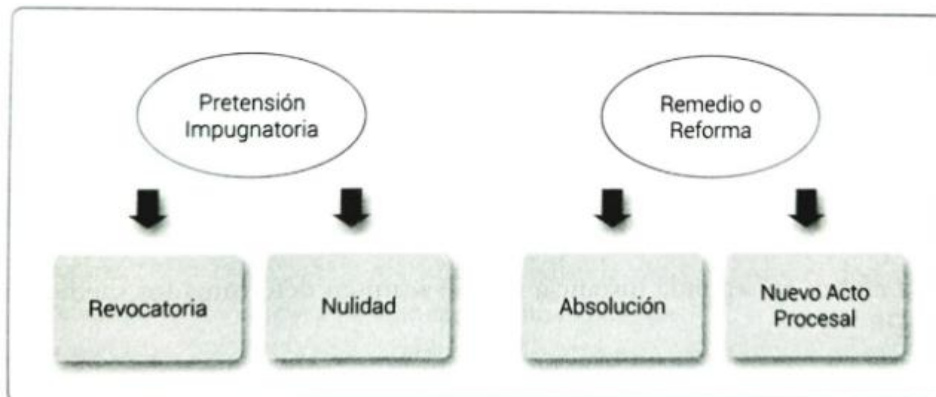 Pretensión
Impugnatoria
Remedio o
Reforma
Revocatoria
Nulidad
Absolución
Nuevo Acto
Procesal